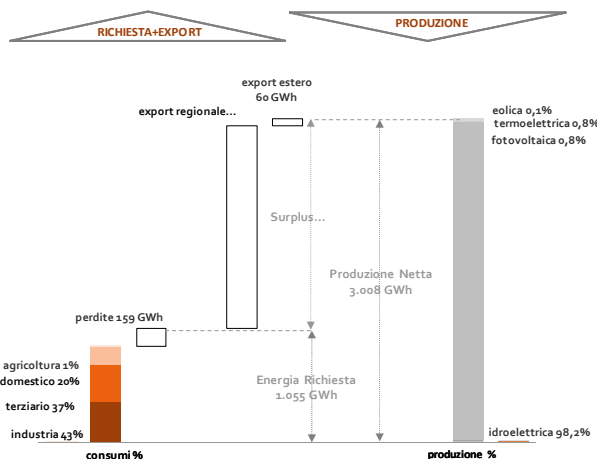 RICHIESTA+EXPORT
PRODUZIONE
export estero
60 GWh
export regionale...
eolica 0,1%
termoelettrica 0,8%
fotovoltaica 0,8%
Surplus...
Produzione Netta
3.008 GWh
perdite 159 GWh
agricoltura 1%
domestico 20%
Energia Richiesta
1.055 GWh
terziario 37%
industria 43%
idroelettrica 98,2%
consumi %
produzione %